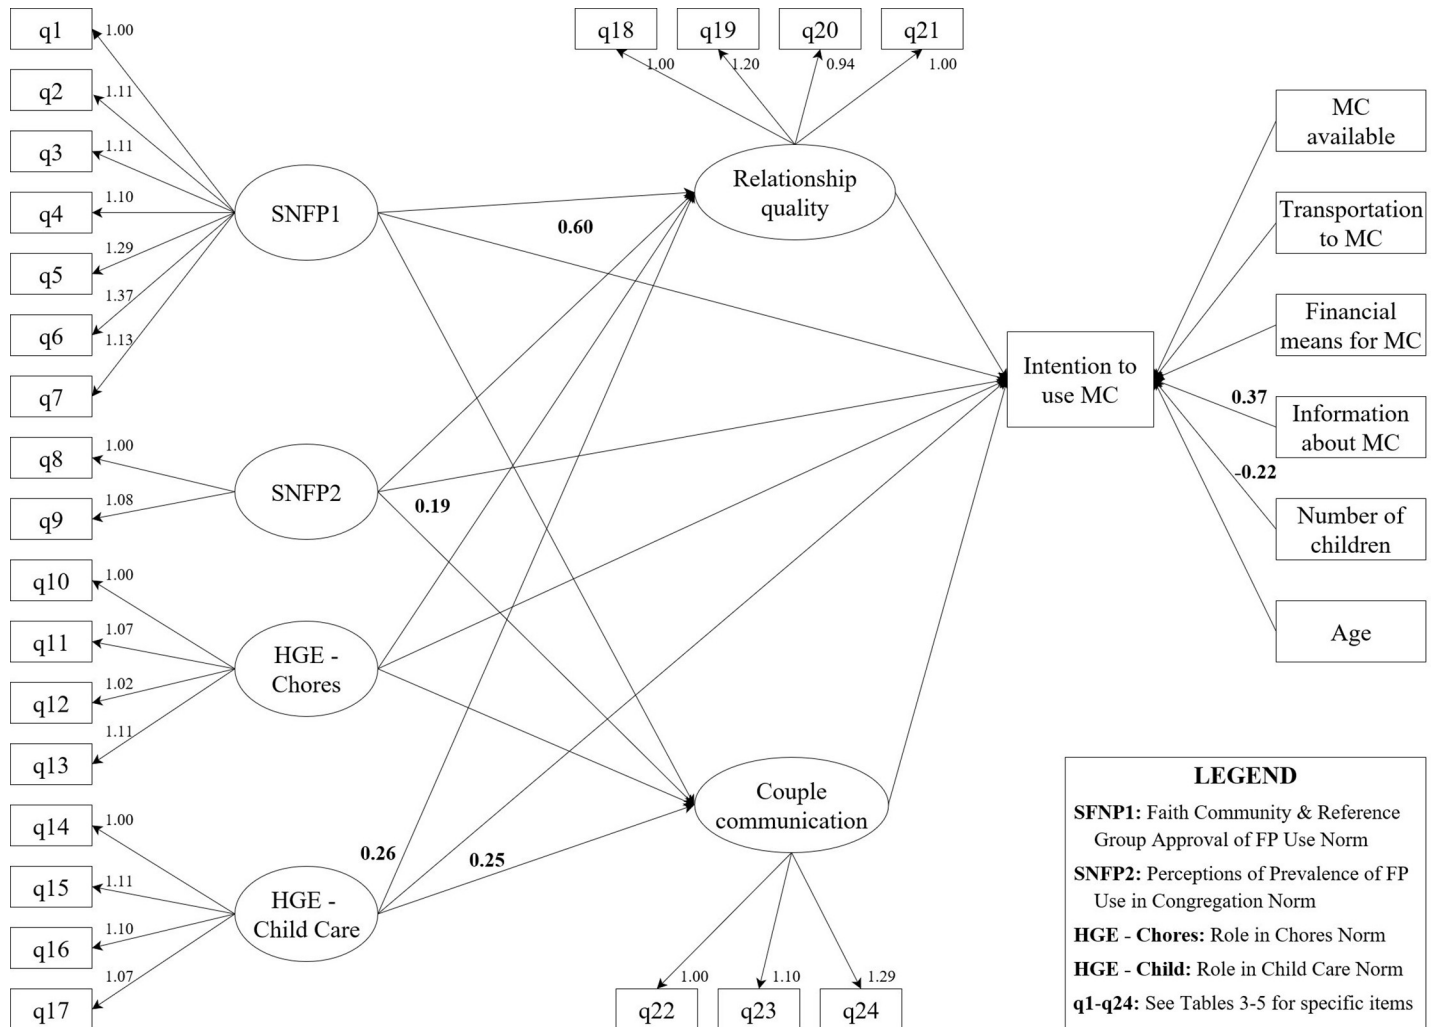 q1
1.00
q2
1.11
q3
1.11
q4
1.10
q5
1.29
q6
1.37
q7
1.13
q8
1.00
q9
1.08
q10
1.00
q11
1.07
q12
1.02
q13
1.11
q14
1.00
q15
1.11
q16
1.10
q17
1.07
SNFP1
SNFP2
HGE -
Chores
HGE -
Child Care
0.60
0.19
0.26
0.25
q18
q19
q20
q21
1.00
1.20
0.94
1.00
Relationship
quality
Couple
communication
1.00
1.10
1.29
q22
q23
q24
Intention to
use MC
MC
available
Transportation
to MC
Financial
means for MC
0.37
Information
about MC
-0.22
Number of
children
Age
LEGEND
SFNP1: Faith Community & Reference
Group Approval of FP Use Norm
SNFP2: Perceptions of Prevalence of FP
Use in Congregation Norm
HGE - Chores: Role in Chores Norm
HGE - Child: Role in Child Care Norm
q1-q24: See Tables 3-5 for specific items